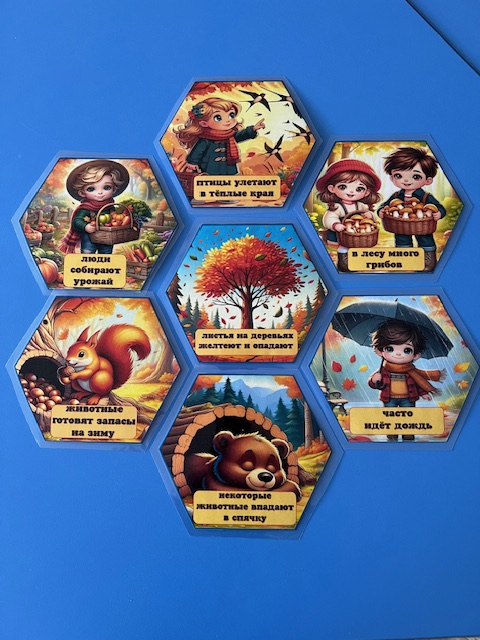 птицы улетают
в тёплые края
люди
собирают
урожай
в лесу много
грибов
листья на деревьях
желтеют и опадают
животные
готовят запасы
на зиму
часто
идёт дождь
некоторые
животные впадают
в спячку